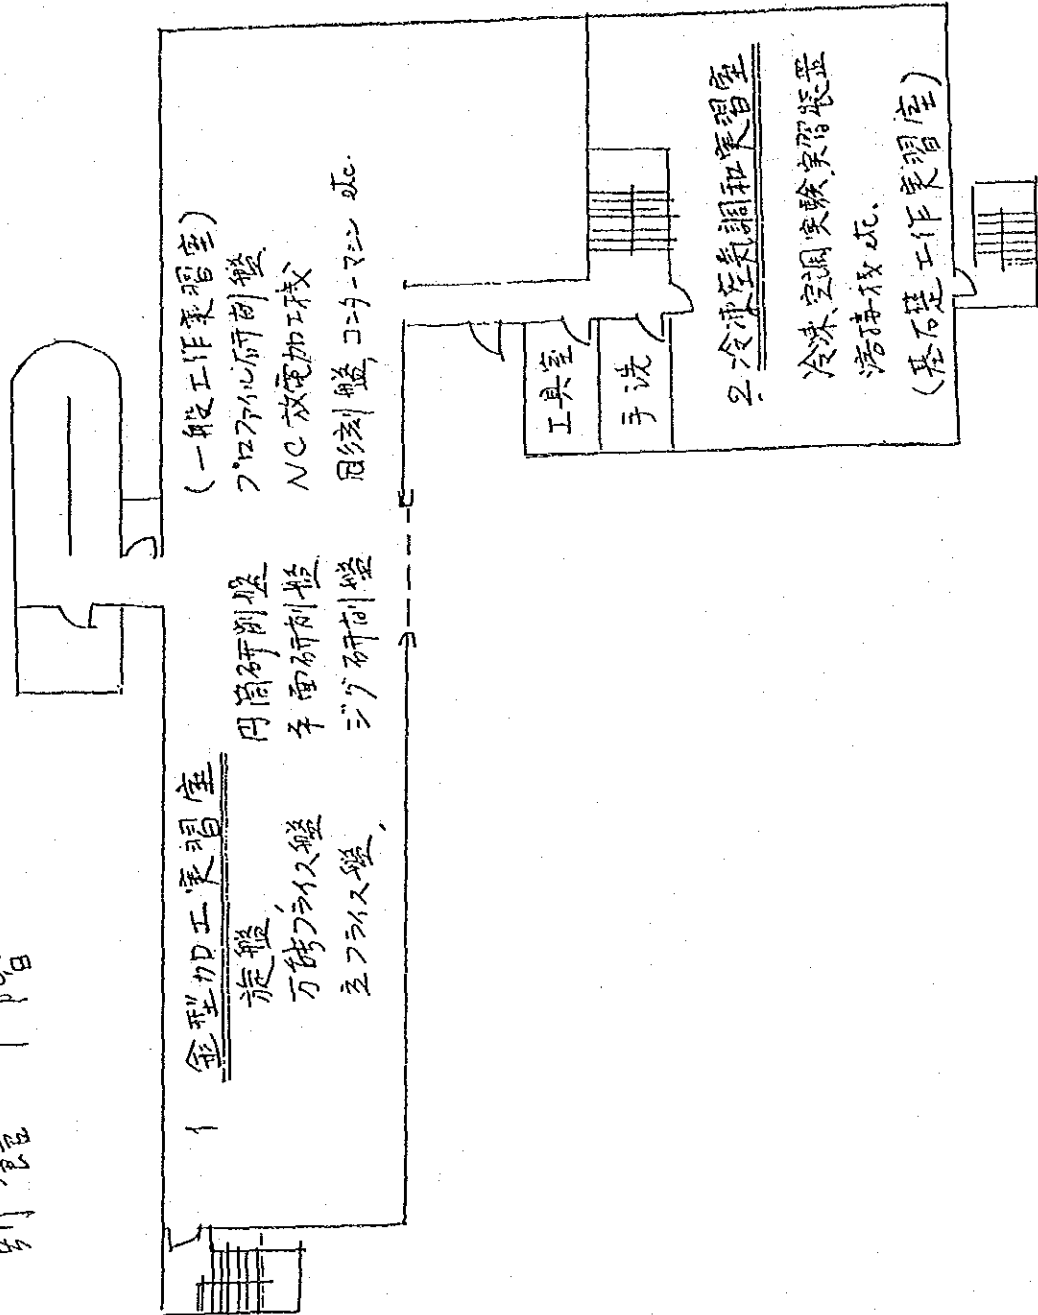 別館 1階
1 金型加工実習室
旋盤,
万能フライス盤
立フライス盤,
円筒研削盤
平面研削盤
ジグ研削盤
(一般工作実習室)
プロファイル研削盤
NC放電加工機
彫刻盤, コンターマシン etc.
工具室
手洗
2. 冷凍空気調和実習室
冷凍、空調実験実習装置
溶接機 etc.
(基礎工作実習室)